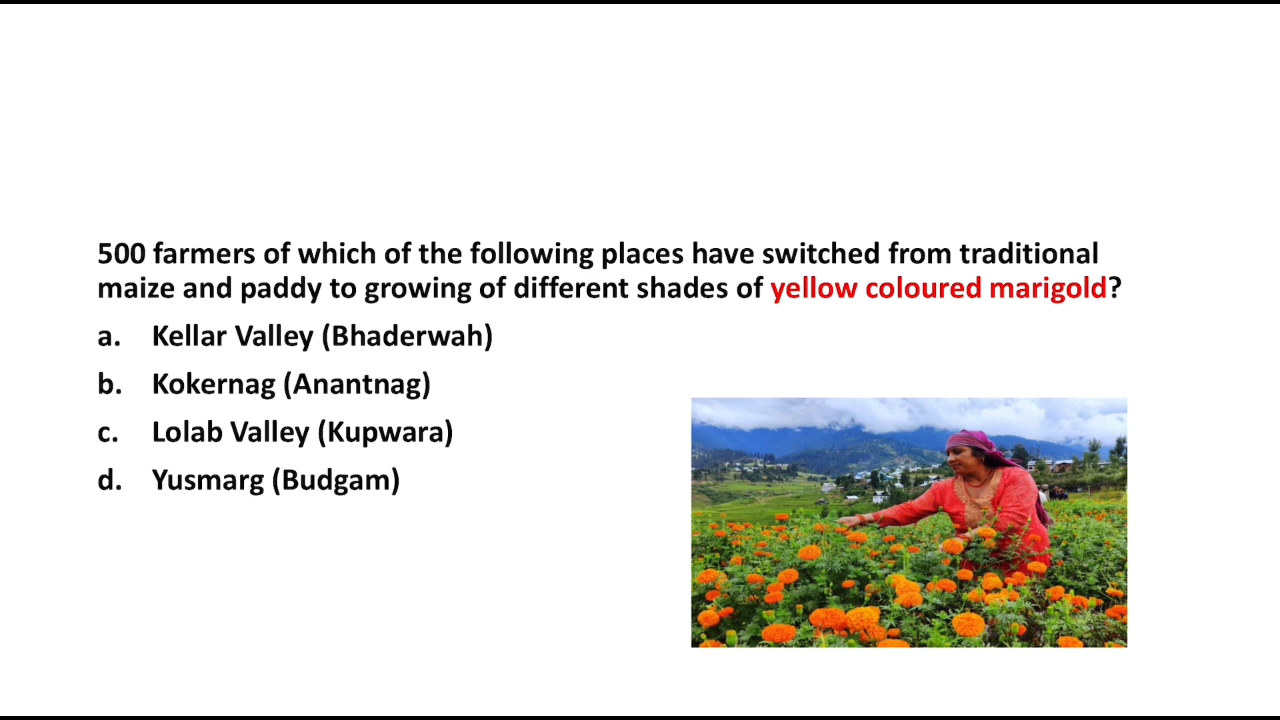 500 farmers of which of the following places have switched from traditional
maize and paddy to growing of different shades of yellow coloured marigold?
a. Kellar Valley (Bhaderwah)
b. Kokernag (Anantnag)
c. Lolab Valley (Kupwara)
d. Yusmarg (Budgam)